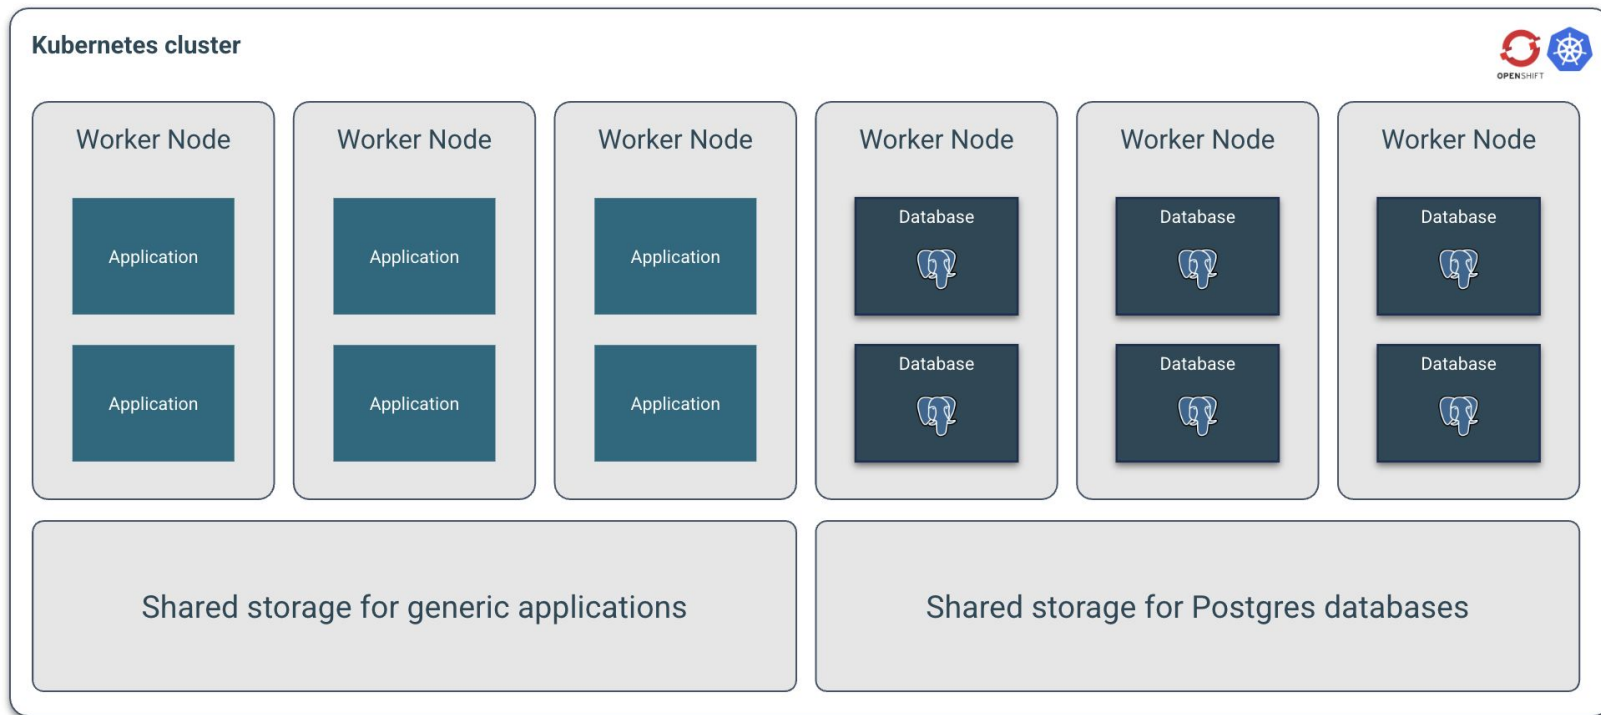 Kubernetes cluster
OPENSHIFT
Worker Node
Worker Node
Worker Node
Worker Node
Worker Node
Worker Node
Application
Application
Application
Database
Database
Database
Application
Application
Application
Database
Database
Database
Shared storage for generic applications
Shared storage for Postgres databases